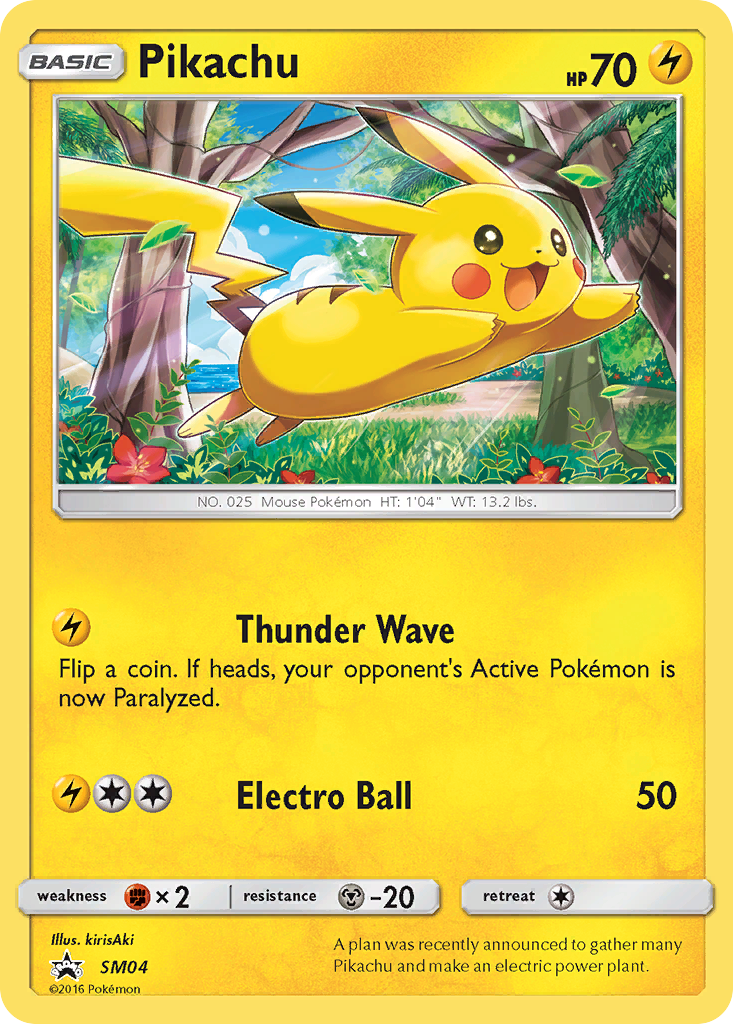 BASIC Pikachu HP 70
NO. 025 Mouse Pokémon HT: 1'04" WT: 13.2 lbs.
Thunder Wave
Flip a coin. If heads, your opponent's Active Pokémon is
now Paralyzed.
Electro Ball 50
weakness ×2 resistance -20 retreat
Illus. kirisAki
SM04
©2016 Pokémon
A plan was recently announced to gather many
Pikachu and make an electric power plant.